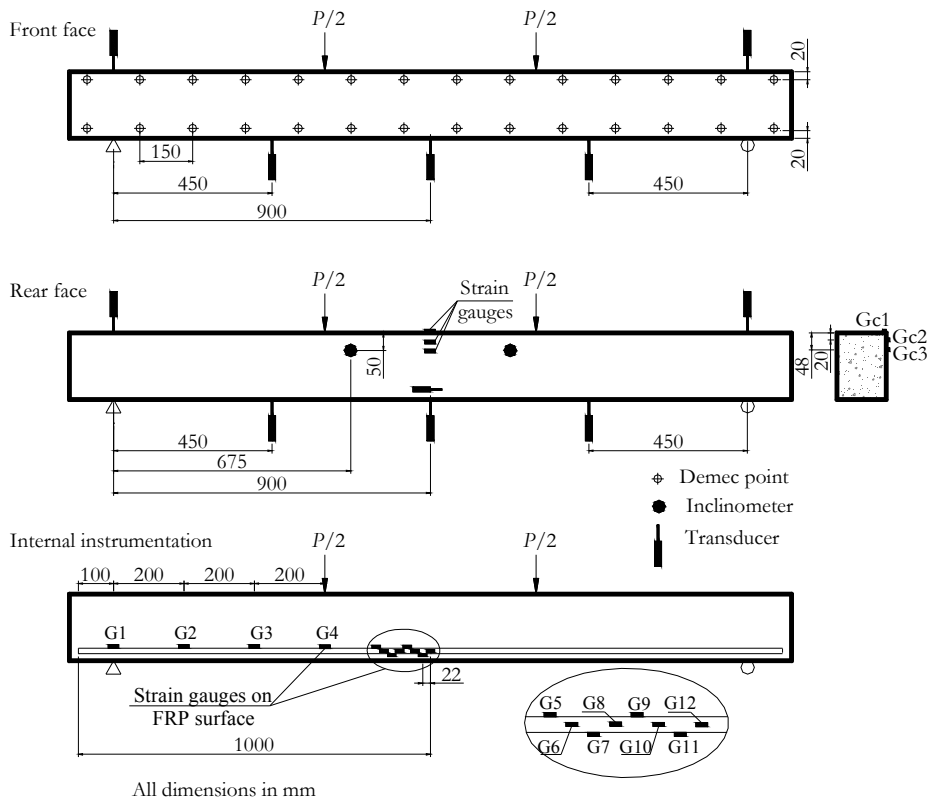 P/2 P/2
Front face
20
150
20
450 450
900
P/2 P/2
Rear face
Strain
gauges
Gc1
Gc2
Gc3
50
48
20
450 450
675
900
Demec point
Inclinometer
Transducer
Internal instrumentation
P/2 P/2
100 200 200 200
G1 G2 G3 G4
22
Strain gauges on
FRP surface
1000
G5 G8 G9 G12
G6 G7 G10 G11
All dimensions in mm